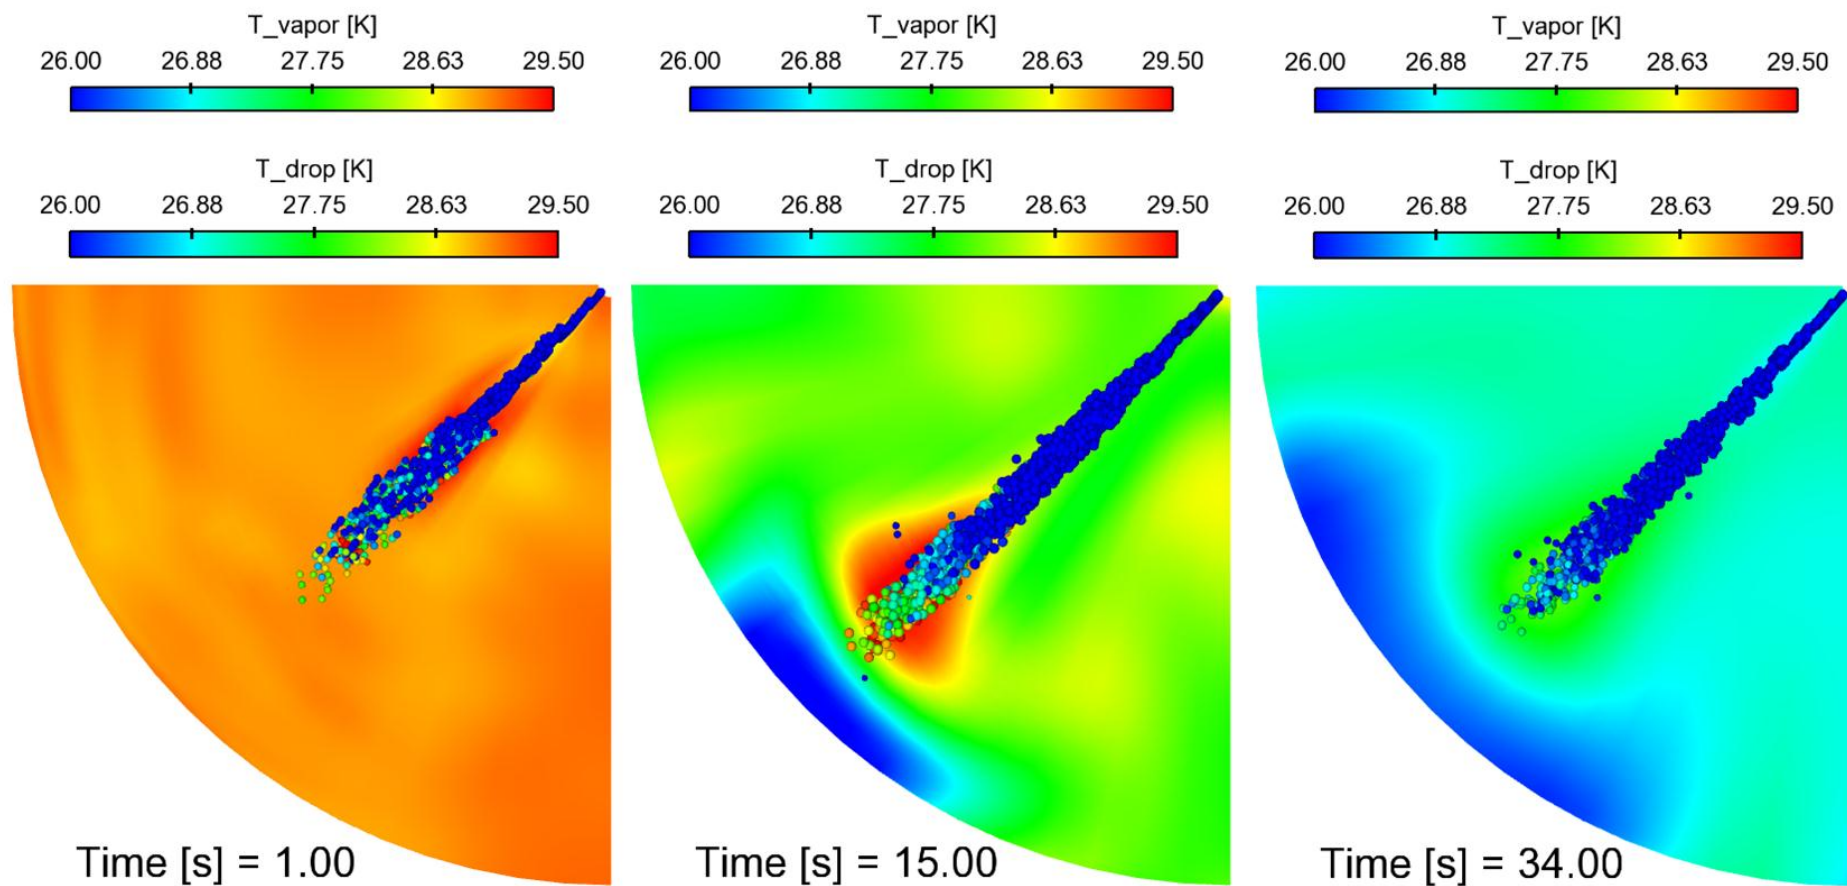 T_vapor [K]
26.00 26.88 27.75 28.63 29.50
T_drop [K]
26.00 26.88 27.75 28.63 29.50
Time [s] = 1.00
T_vapor [K]
26.00 26.88 27.75 28.63 29.50
T_drop [K]
26.00 26.88 27.75 28.63 29.50
Time [s] = 15.00
T_vapor [K]
26.00 26.88 27.75 28.63 29.50
T_drop [K]
26.00 26.88 27.75 28.63 29.50
Time [s] = 34.00